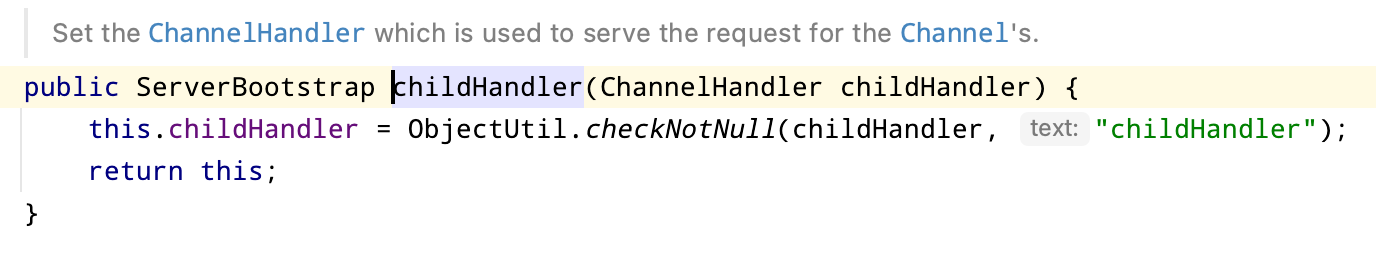 Set the ChannelHandler which is used to serve the request for the Channel's.
public ServerBootstrap childHandler(ChannelHandler childHandler) {
    this.childHandler = ObjectUtil.checkNotNull(childHandler, text: "childHandler");
    return this;
}